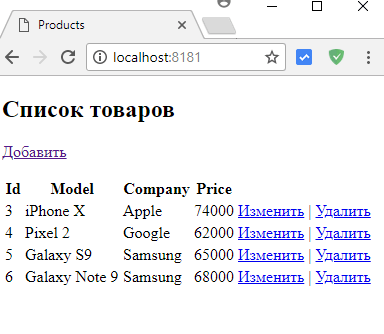 Products
localhost:8181
Список товаров
Добавить
Id Model Company Price
3 iPhone X Apple 74000 Изменить | Удалить
4 Pixel 2 Google 62000 Изменить | Удалить
5 Galaxy S9 Samsung 65000 Изменить | Удалить
6 Galaxy Note 9 Samsung 68000 Изменить | Удалить